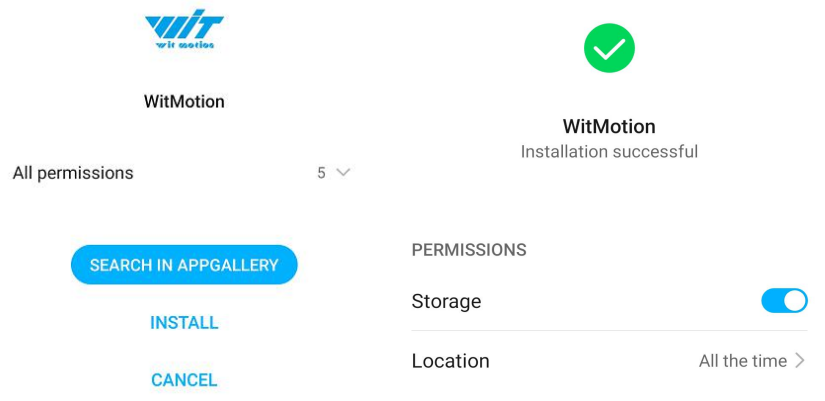 WIT
wit motion
WitMotion
All permissions 5
SEARCH IN APPGALLERY
INSTALL
CANCEL
WitMotion
Installation successful
PERMISSIONS
Storage
Location All the time